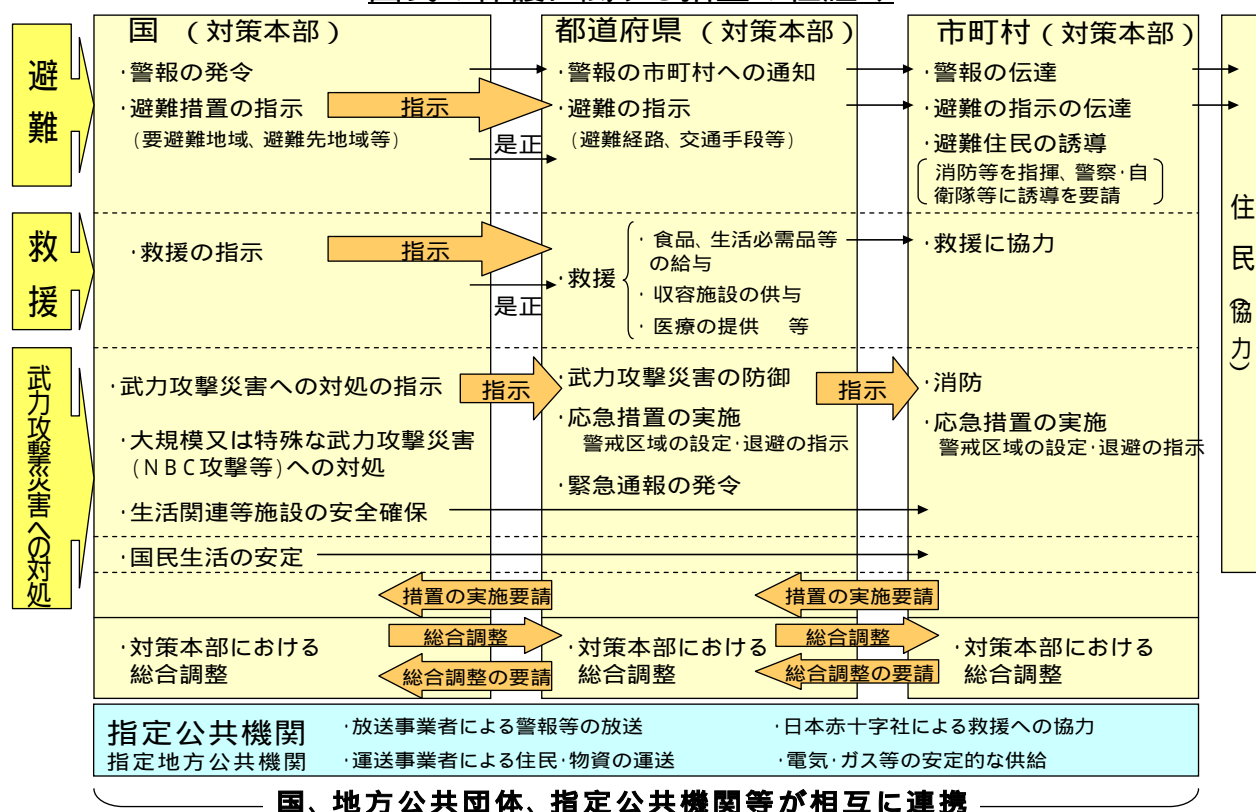 国 (対策本部)
都道府県 (対策本部)
市町村 (対策本部)
避難
·警報の発令
·警報の市町村への通知
·警報の伝達
·避難措置の指示
(要避難地域、避難先地域等)
指示
是正
·避難の指示
(避難経路、交通手段等)
·避難の指示の伝達
·避難住民の誘導
消防等を指揮、警察·自
衛隊等に誘導を要請
救援
·救援の指示
指示
是正
·救援
·食品、生活必需品等
の給与
·収容施設の供与
·医療の提供 等
·救援に協力
武力攻撃災害への対処
·武力攻撃災害への対処の指示
指示
·武力攻撃災害の防御
指示
·消防
·大規模又は特殊な武力攻撃災害
(NBC攻撃等)への対処
·応急措置の実施
警戒区域の設定·退避の指示
·応急措置の実施
警戒区域の設定·退避の指示
·緊急通報の発令
·生活関連等施設の安全確保
·国民生活の安定
措置の実施要請
措置の実施要請
·対策本部における
総合調整
総合調整
総合調整の要請
·対策本部における
総合調整
総合調整
総合調整の要請
·対策本部における
総合調整
住民(協力)
指定公共機関
指定地方公共機関
·放送事業者による警報等の放送
·日本赤十字社による救援への協力
·運送事業者による住民·物資の運送
·電気·ガス等の安定的な供給
国、地方公共団体、指定公共機関等が相互に連携